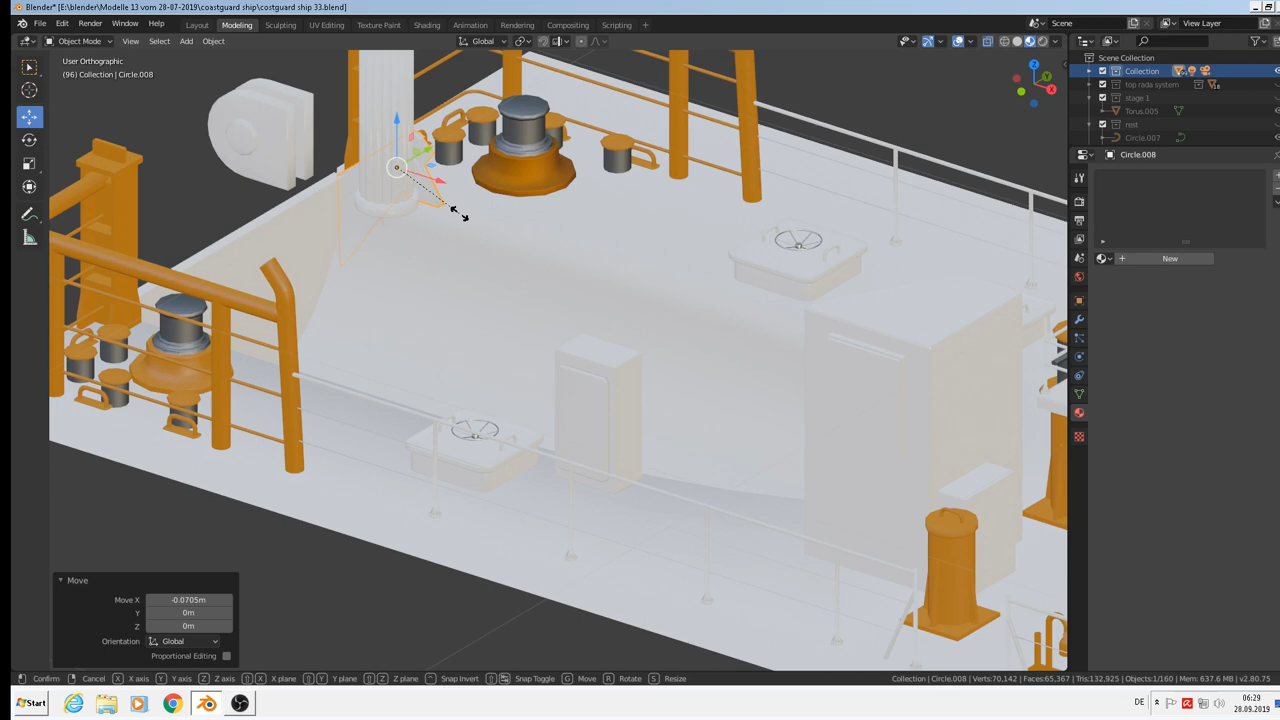 Blender* [E:\blender\Modelle 13 vom 28-07-2019\coastguard ship\costguard ship 33.blend]
File Edit Render Window Help Layout Modeling Sculpting UV Editing Texture Paint Shading Animation Rendering Compositing Scripting + Scene View Layer
Object Mode View Select Add Object Global
User Orthographic
(96) Collection | Circle.008
Z
Y
X
Scene Collection
Collection
top rada system 16
stage 1
Torus.005
rest
Circle.007
Circle.008
New
Move
Move X -0.0705m
Y 0m
Z 0m
Orientation Global
Proportional Editing
Confirm Cancel X X axis Y Y axis Z Z axis X X plane Y Y plane Z Z plane Snap Invert Snap Toggle G Move R Rotate S Resize Collection | Circle.008 | Verts:70,142 | Faces:65,367 | Tris:132,925 | Objects:1/160 | Mem: 637.6 MB | v2.80.75
Start DE 06:29
28.09.2019